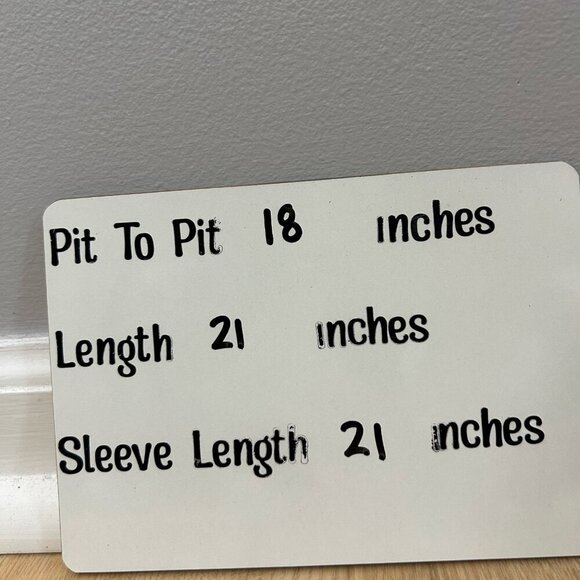 Pit To Pit 18 inches
Length 21 inches
Sleeve Length 21 inches